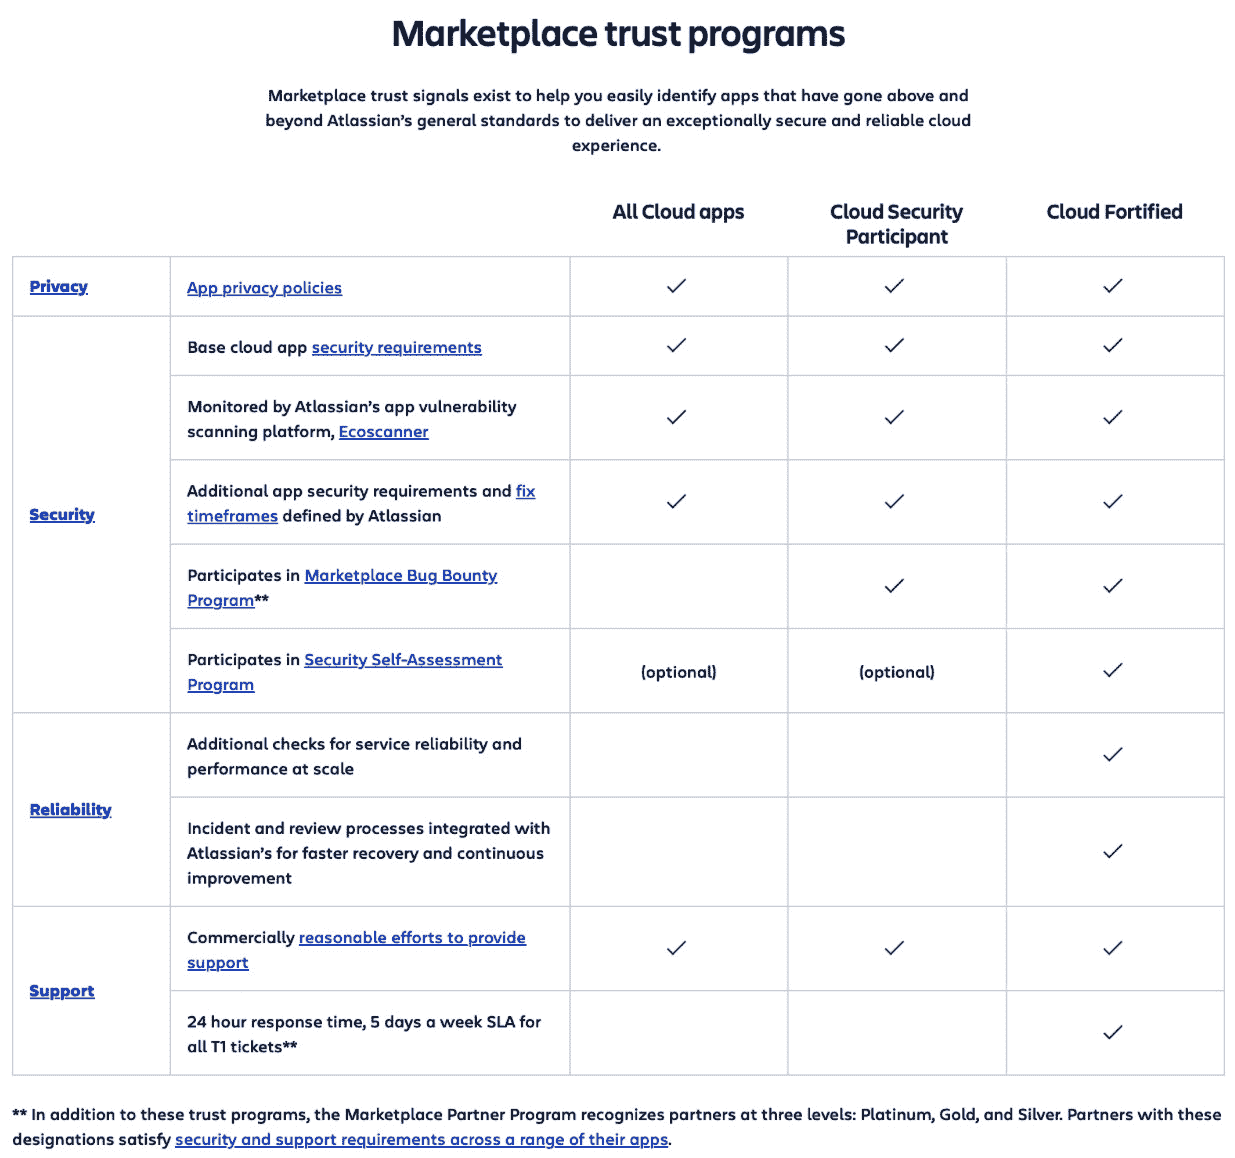 Marketplace trust programs
Marketplace trust signals exist to help you easily identify apps that have gone above and
beyond Atlassian's general standards to deliver an exceptionally secure and reliable cloud
experience.
All Cloud apps
Cloud Security
Participant
Cloud Fortified
Privacy
App privacy policies
Security
Base cloud app security requirements
Monitored by Atlassian's app vulnerability
scanning platform, Ecoscanner
Additional app security requirements and fix
timeframes defined by Atlassian
Participates in Marketplace Bug Bounty
Program**
Participates in Security Self-Assessment
Program
(optional)
(optional)
Reliability
Additional checks for service reliability and
performance at scale
Incident and review processes integrated with
Atlassian's for faster recovery and continuous
improvement
Support
Commercially reasonable efforts to provide
support
24 hour response time, 5 days a week SLA for
all T1 tickets**
** In addition to these trust programs, the Marketplace Partner Program recognizes partners at three levels: Platinum, Gold, and Silver. Partners with these
designations satisfy security and support requirements across a range of their apps.